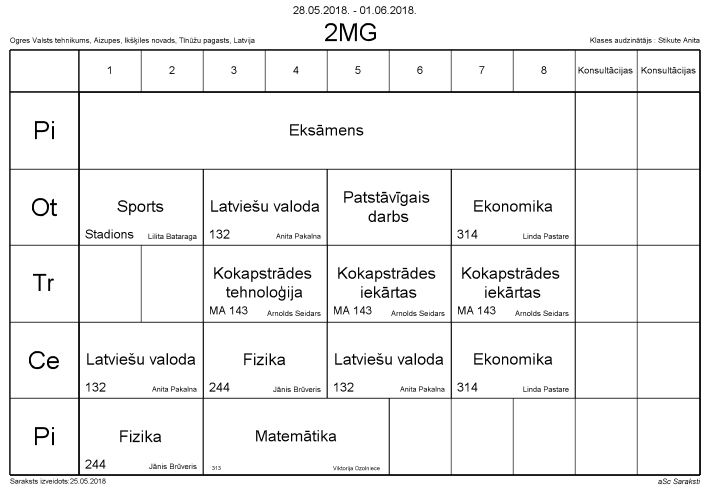 28.05.2018. - 01.06.2018.
2MG
Ogres Valsts tehnikums, Aizupes, Ikšķiles novads, Tīnūžu pagasts, Latvija
Klases audzinātājs : Stikute Anita
1 2 3 4 5 6 7 8 Konsultācijas Konsultācijas
Pi
Eksāmens
Ot
Sports
Stadions Lilita Bataraga
Latviešu valoda
132 Anita Pakalna
Patstāvīgais
darbs
Ekonomika
314 Linda Pastare
Tr
Kokapstrādes
tehnoloģija
MA 143 Arnolds Seidars
Kokapstrādes
iekārtas
MA 143 Arnolds Seidars
Kokapstrādes
iekārtas
MA 143 Arnolds Seidars
Ce
Latviešu valoda
132 Anita Pakalna
Fizika
244 Jānis Brūveris
Latviešu valoda
132 Anita Pakalna
Ekonomika
314 Linda Pastare
Pi
Fizika
244 Jānis Brūveris
Matemātika
313 Viktorija Ozolniece
Saraksts izveidots:25.05.2018
aSc Saraksti